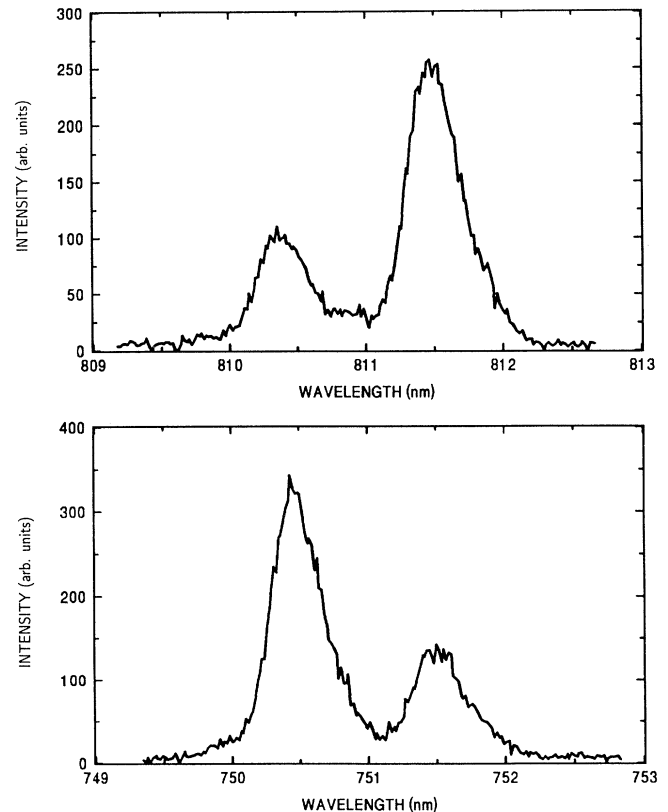 300
250
200
150
100
50
0
INTENSITY (arb. units)
809 810 811 812 813
WAVELENGTH (nm)
400
300
200
100
0
INTENSITY (arb. units)
749 750 751 752 753
WAVELENGTH (nm)